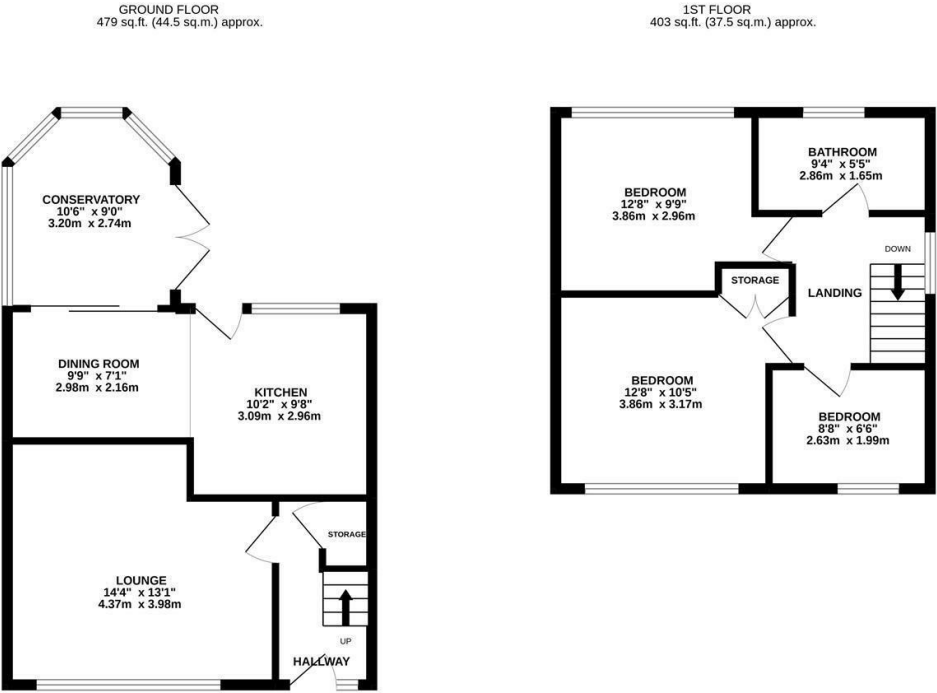 GROUND FLOOR
479 sq.ft. (44.5 sq.m.) approx.
1ST FLOOR
403 sq.ft. (37.5 sq.m.) approx.
CONSERVATORY
10'6" x 9'0"
3.20m x 2.74m
DINING ROOM
9'9" x 7'1"
2.98m x 2.16m
KITCHEN
10'2" x 9'8"
3.09m x 2.96m
STORAGE
LOUNGE
14'4" x 13'1"
4.37m x 3.98m
UP
HALLWAY
BATHROOM
9'4" x 5'5"
2.86m x 1.65m
BEDROOM
12'8" x 9'9"
3.86m x 2.96m
DOWN
STORAGE
LANDING
BEDROOM
12'8" x 10'5"
3.86m x 3.17m
BEDROOM
8'8" x 6'6"
2.63m x 1.99m